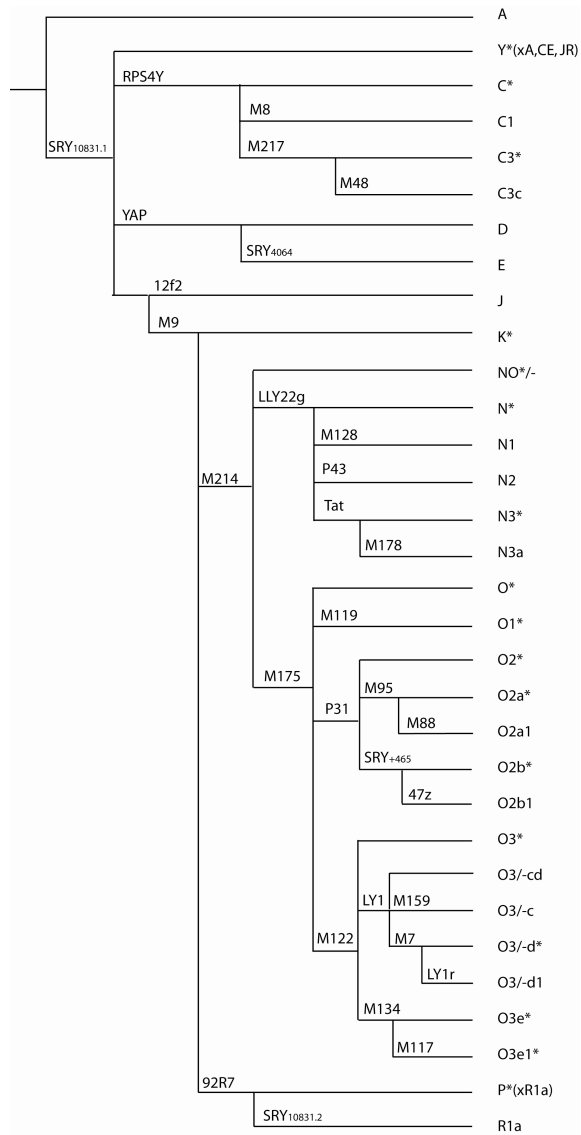 A
Y*(xA,CE,JR)
RPS4Y
C*
M8
C1
SRY10831.1
M217
C3*
M48
C3c
YAP
D
SRY4064
E
12f2
J
M9
K*
NO*/-
LLY22g
N*
M128
N1
M214
P43
N2
Tat
N3*
M178
N3a
O*
M119
O1*
O2*
M175
M95
O2a*
P31
M88
O2a1
SRY+465
O2b*
47z
O2b1
O3*
O3/-cd
LY1 M159
O3/-c
M122
M7
O3/-d*
LY1r
O3/-d1
M134
O3e*
M117
O3e1*
92R7
P*(xR1a)
SRY10831.2
R1a